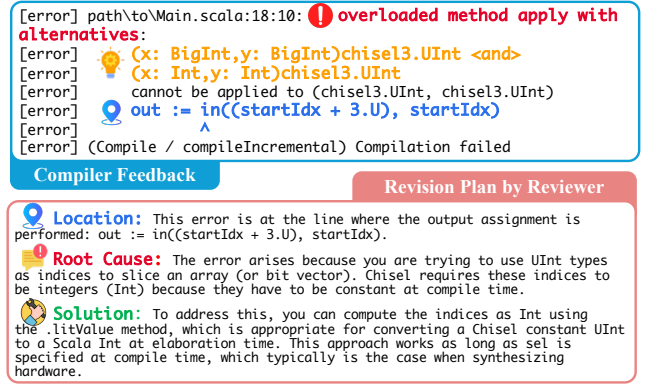 [error] path\to\Main.scala:18:10: overloaded method apply with
alternatives:
[error] (x: BigInt,y: BigInt)chisel3.UInt <and>
[error] (x: Int,y: Int)chisel3.UInt
[error] cannot be applied to (chisel3.UInt, chisel3.UInt)
[error] out := in((startIdx + 3.U), startIdx)
[error] ^
[error] (Compile / compileIncremental) Compilation failed
Compiler Feedback
Revision Plan by Reviewer
Location: This error is at the line where the output assignment is
performed: out := in((startIdx + 3.U), startIdx).
Root Cause: The error arises because you are trying to use UInt types
as indices to slice an array (or bit vector). Chisel requires these indices to
be integers (Int) because they have to be constant at compile time.
Solution: To address this, you can compute the indices as Int using
the .litValue method, which is appropriate for converting a Chisel constant UInt
to a Scala Int at elaboration time. This approach works as long as sel is
specified at compile time, which typically is the case when synthesizing
hardware.